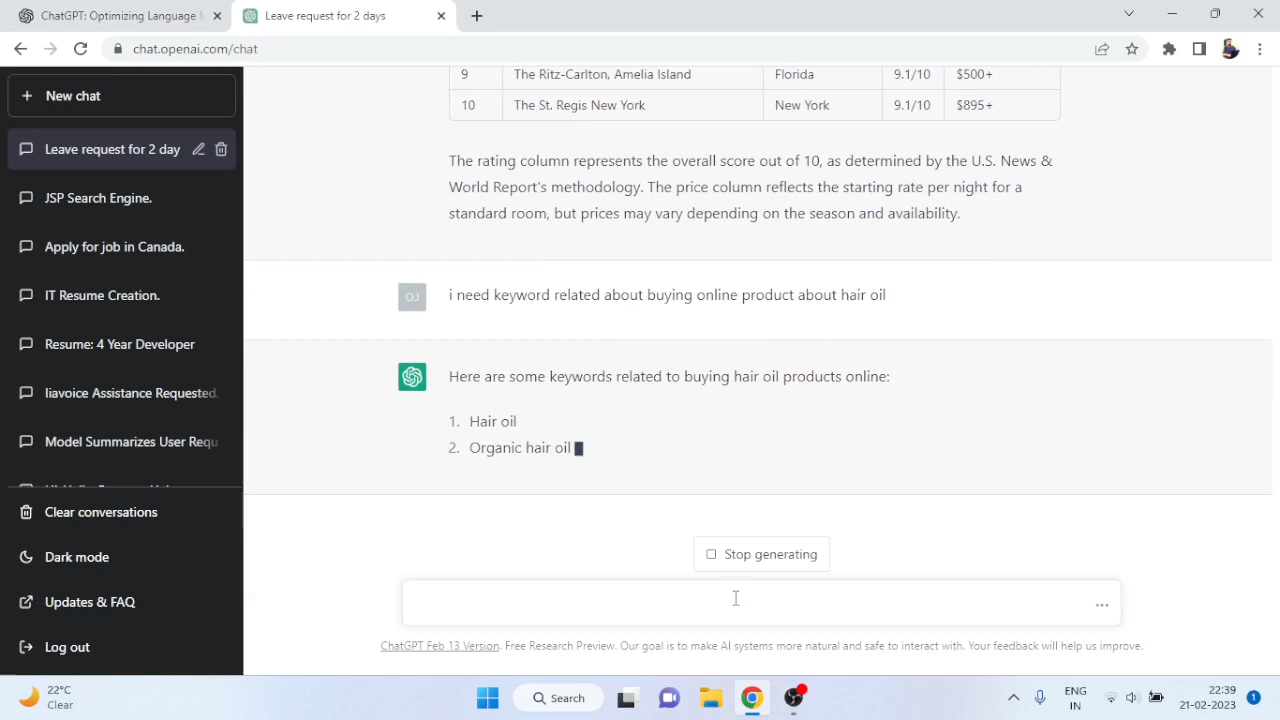 ChatGPT: Optimizing Language
Leave request for 2 days
chat.openai.com/chat
New chat
Leave request for 2 day
JSP Search Engine.
Apply for job in Canada.
IT Resume Creation.
Resume: 4 Year Developer
liavoice Assistance Requested.
Model Summarizes User Requ
Clear conversations
Dark mode
Updates & FAQ
Log out
9 The Ritz-Carlton, Amelia Island Florida 9.1/10 $500+
10 The St. Regis New York New York 9.1/10 $895+
The rating column represents the overall score out of 10, as determined by the U.S. News &
World Report's methodology. The price column reflects the starting rate per night for a
standard room, but prices may vary depending on the season and availability.
OJ
i need keyword related about buying online product about hair oil
Here are some keywords related to buying hair oil products online:
1. Hair oil
2. Organic hair oil
Stop generating
ChatGPT Feb 13 Version. Free Research Preview. Our goal is to make AI systems more natural and safe to interact with. Your feedback will help us improve.
22°C
Clear
Search
ENG
IN
22:39
21-02-2023
1